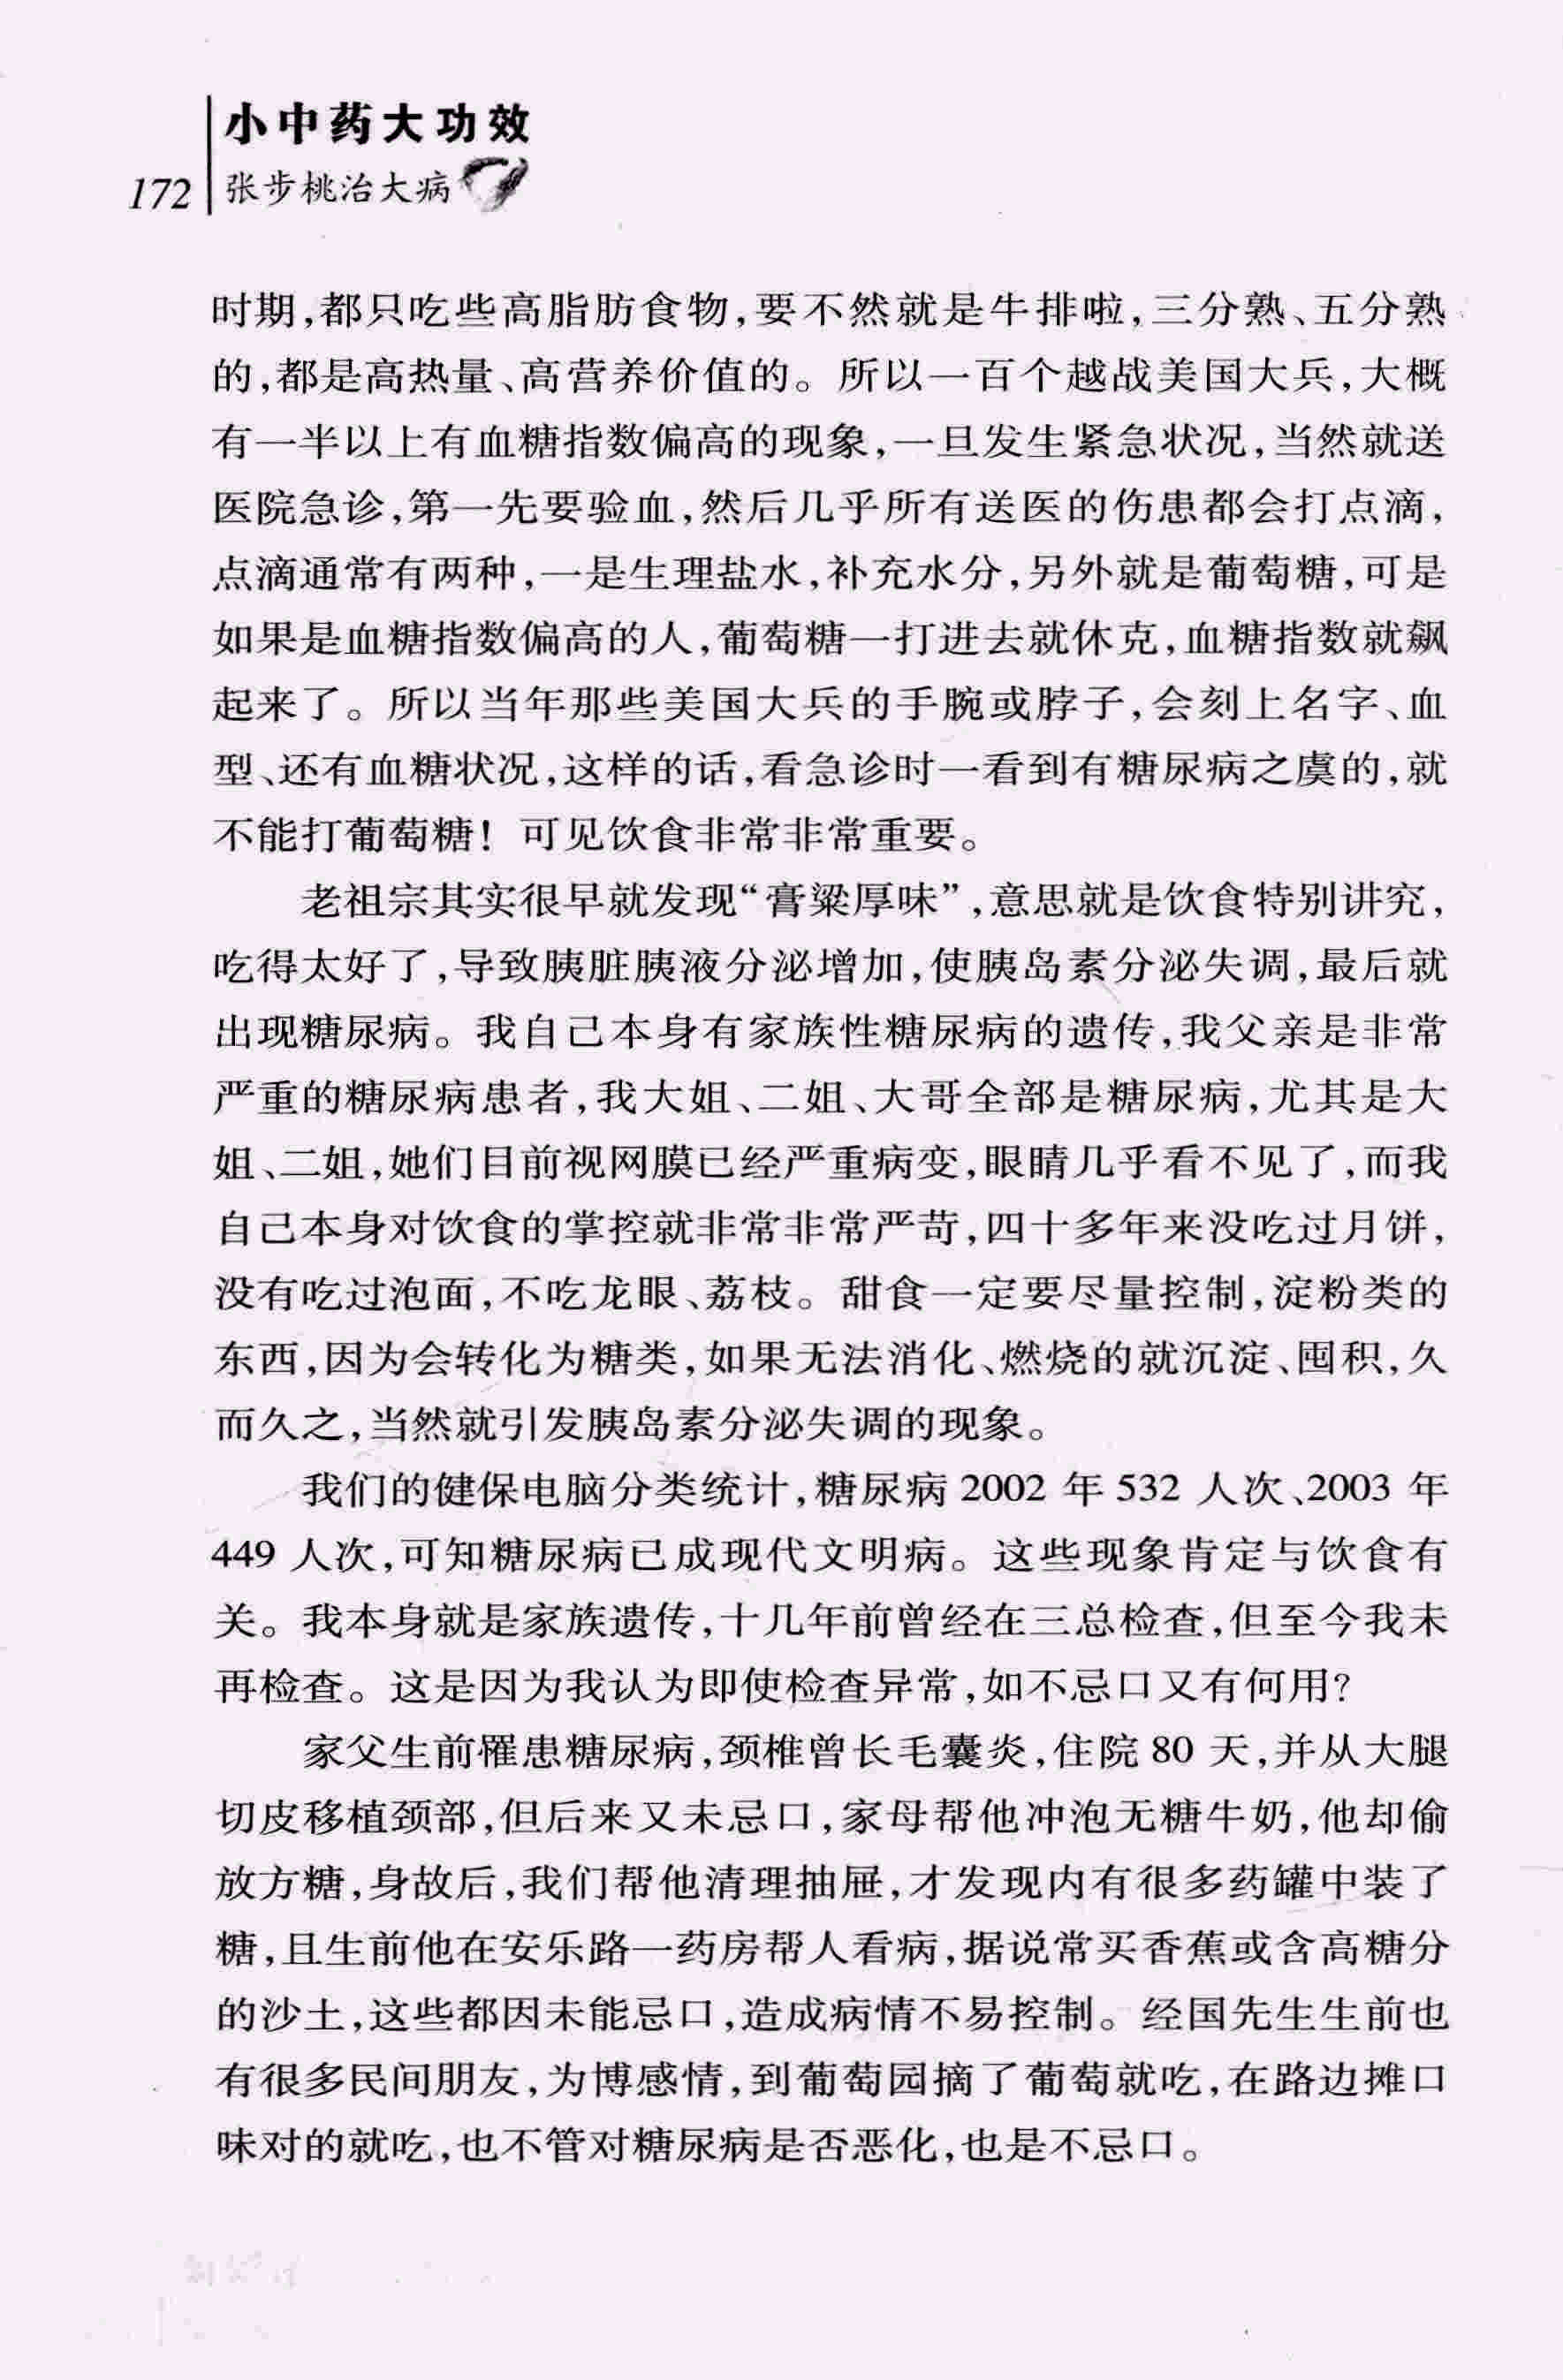 小中药大功效
172 张步桃治大病
时期,都只吃些高脂肪食物,要不然就是牛排啦,三分熟、五分熟
的,都是高热量、高营养价值的。所以一百个越战美国大兵,大概
有一半以上有血糖指数偏高的现象,一旦发生紧急状况,当然就送
医院急诊,第一先要验血,然后几乎所有送医的伤患都会打点滴,
点滴通常有两种,一是生理盐水,补充水分,另外就是葡萄糖,可是
如果是血糖指数偏高的人,葡萄糖一打进去就休克,血糖指数就飙
起来了。所以当年那些美国大兵的手腕或脖子,会刻上名字、血
型、还有血糖状况,这样的话,看急诊时一看到有糖尿病之虞的,就
不能打葡萄糖!可见饮食非常非常重要。
老祖宗其实很早就发现“膏粱厚味”,意思就是饮食特别讲究,
吃得太好了,导致胰脏胰液分泌增加,使胰岛素分泌失调,最后就
出现糖尿病。我自己本身有家族性糖尿病的遗传,我父亲是非常
严重的糖尿病患者,我大姐、二姐、大哥全部是糖尿病,尤其是大
姐、二姐,她们目前视网膜已经严重病变,眼睛几乎看不见了,而我
自己本身对饮食的掌控就非常非常严苛,四十多年来没吃过月饼,
没有吃过泡面,不吃龙眼、荔枝。甜食一定要尽量控制,淀粉类的
东西,因为会转化为糖类,如果无法消化、燃烧的就沉淀、囤积,久
而久之,当然就引发胰岛素分泌失调的现象。
我们的健保电脑分类统计,糖尿病 2002 年 532 人次、2003 年
449 人次,可知糖尿病已成现代文明病。这些现象肯定与饮食有
关。我本身就是家族遗传,十几年前曾经在三总检查,但至今我未
再检查。这是因为我认为即使检查异常,如不忌口又有何用?
家父生前罹患糖尿病,颈椎曾长毛囊炎,住院 80 天,并从大腿
切皮移植颈部,但后来又未忌口,家母帮他冲泡无糖牛奶,他却偷
放方糖,身故后,我们帮他清理抽屉,才发现内有很多药罐中装了
糖,且生前他在安乐路一药房帮人看病,据说常买香蕉或含高糖分
的沙士,这些都因未能忌口,造成病情不易控制。经国先生生前也
有很多民间朋友,为博感情,到葡萄园摘了葡萄就吃,在路边摊口
味对的就吃,也不管对糖尿病是否恶化,也是不忌口。